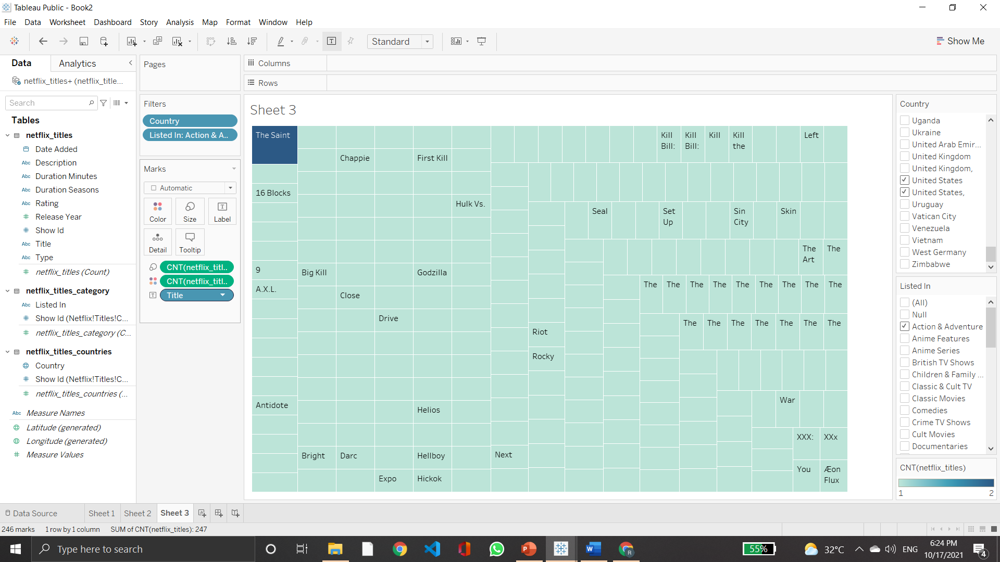 Tableau Public - Book2
File Data Worksheet Dashboard Story Analysis Map Format Window Help
Standard
Show Me
Data Analytics
netflix_titles+ (netflix_title...
Search
Tables
netflix_titles
Date Added
Abc Description
Abc Duration Minutes
Abc Duration Seasons
Abc Rating
# Release Year
# Show Id
Abc Title
Abc Type
# netflix_titles (Count)
netflix_titles_category
Abc Listed In
# Show Id (Netflix!Titles!C...
# netflix_titles_category (C...
netflix_titles_countries
Country
# Show Id (Netflix!Titles!C...
# netflix_titles_countries (...
Abc Measure Names
Latitude (generated)
Longitude (generated)
# Measure Values
Pages
Filters
Country
Listed In: Action & A..
Marks
Automatic
Color Size Label
Detail Tooltip
CNT(netflix_titl..
CNT(netflix_titl..
Title
Columns
Rows
Sheet 3
The Saint
16 Blocks
9
A.X.L.
Antidote
Big Kill
Bright
Chappie
Close
Darc
Drive
Expo
First Kill
Godzilla
Helios
Hellboy
Hickok
Hulk Vs.
Next
Kill Bill:
Kill Bill:
Kill
Kill the
Left
Riot
Rocky
Seal
Set Up
Sin City
Skin
The Art
The
The The The The The The The The The
The The The The The The The
War
XXX:
XXx
You
Æon Flux
Country
Uganda
Ukraine
United Arab Emir...
United Kingdom
United Kingdom,
United States
United States,
Uruguay
Vatican City
Venezuela
Vietnam
West Germany
Zimbabwe
Listed In
(All)
Null
Action & Adventure
Anime Features
Anime Series
British TV Shows
Children & Family ...
Classic & Cult TV
Classic Movies
Comedies
Crime TV Shows
Cult Movies
Documentaries
CNT(netflix_titles)
1 2
Data Source Sheet 1 Sheet 2 Sheet 3
246 marks 1 row by 1 column SUM of CNT(netflix_titles): 247
Type here to search
55%
32°C
ENG
6:24 PM
10/17/2021
4